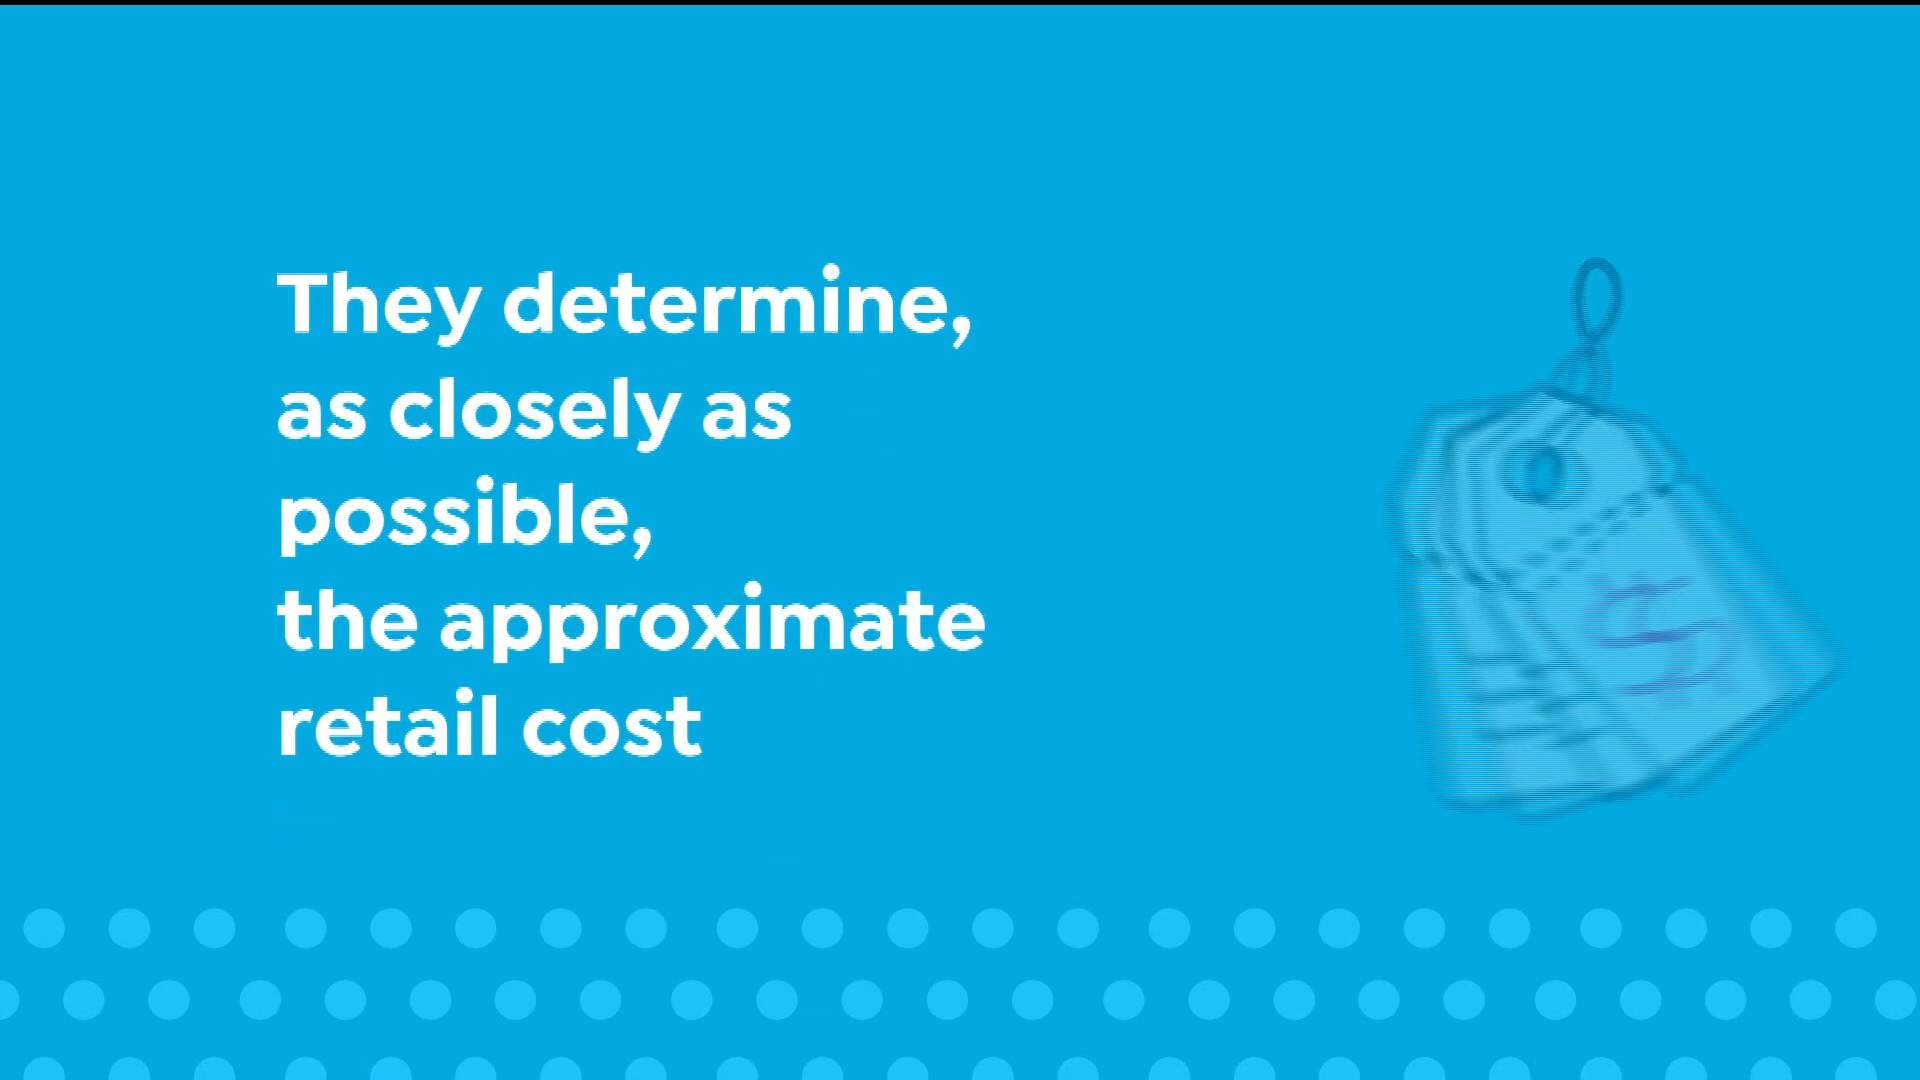 They determine,
as closely as
possible,
the approximate
retail cost